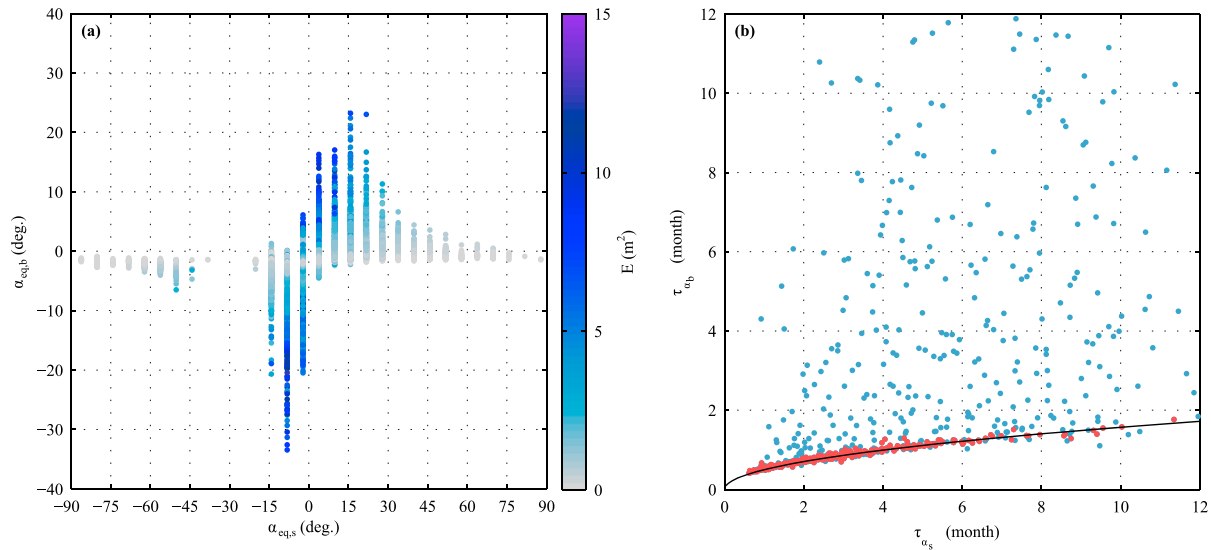 (a)
40
30
20
10
0
−10
−20
−30
−40
α_eq,b (deg.)
−90 −75 −60 −45 −30 −15 0 15 30 45 60 75 90
α_eq,s (deg.)
15
10
5
0
E (m²)
(b)
12
10
8
6
4
2
0
τ_α_b (month)
0 2 4 6 8 10 12
τ_α_s (month)